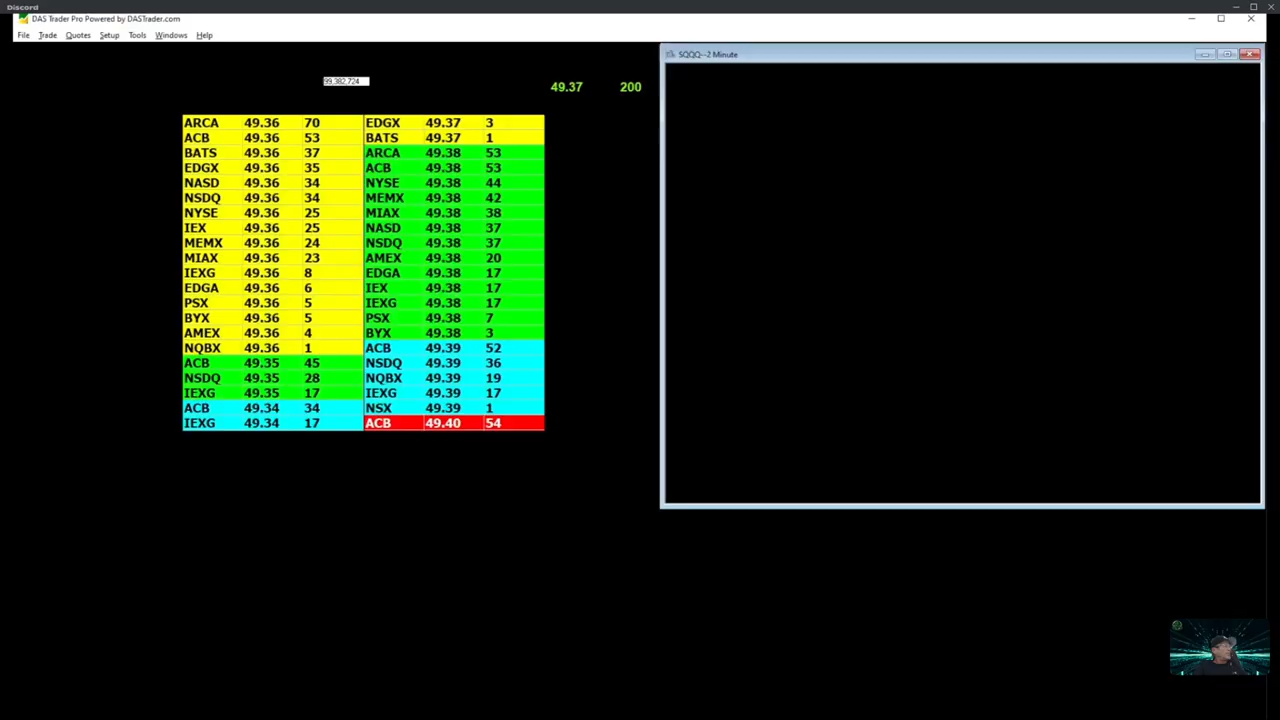 Discord
DAS Trader Pro Powered by DASTrader.com
File Trade Quotes Setup Tools Windows Help
SQQQ--2 Minute
99,382,724
49.37 200
ARCA 49.36 70 EDGX 49.37 3
ACB 49.36 53 BATS 49.37 1
BATS 49.36 37 ARCA 49.38 53
EDGX 49.36 35 ACB 49.38 53
NASD 49.36 34 NYSE 49.38 44
NSDQ 49.36 34 MEMX 49.38 42
NYSE 49.36 25 MIAX 49.38 38
IEX 49.36 25 NASD 49.38 37
MEMX 49.36 24 NSDQ 49.38 37
MIAX 49.36 23 AMEX 49.38 20
IEXG 49.36 8 EDGA 49.38 17
EDGA 49.36 6 IEX 49.38 17
PSX 49.36 5 IEXG 49.38 17
BYX 49.36 5 PSX 49.38 7
AMEX 49.36 4 BYX 49.38 3
NQBX 49.36 1 ACB 49.39 52
ACB 49.35 45 NSDQ 49.39 36
NSDQ 49.35 28 NQBX 49.39 19
IEXG 49.35 17 IEXG 49.39 17
ACB 49.34 34 NSX 49.39 1
IEXG 49.34 17 ACB 49.40 54